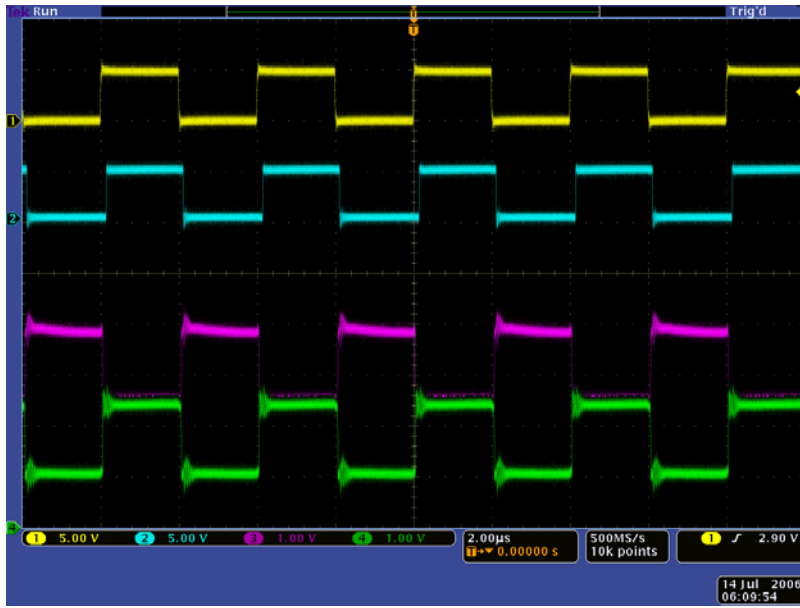 Tek Run Trig'd
U
T
1
2
4
1 5.00 V 2 5.00 V 3 1.00 V 4 1.00 V
2.00µs
T→▼ 0.00000 s
500MS/s
10k points
1 ∫ 2.90 V
14 Jul 2006
06:09:54